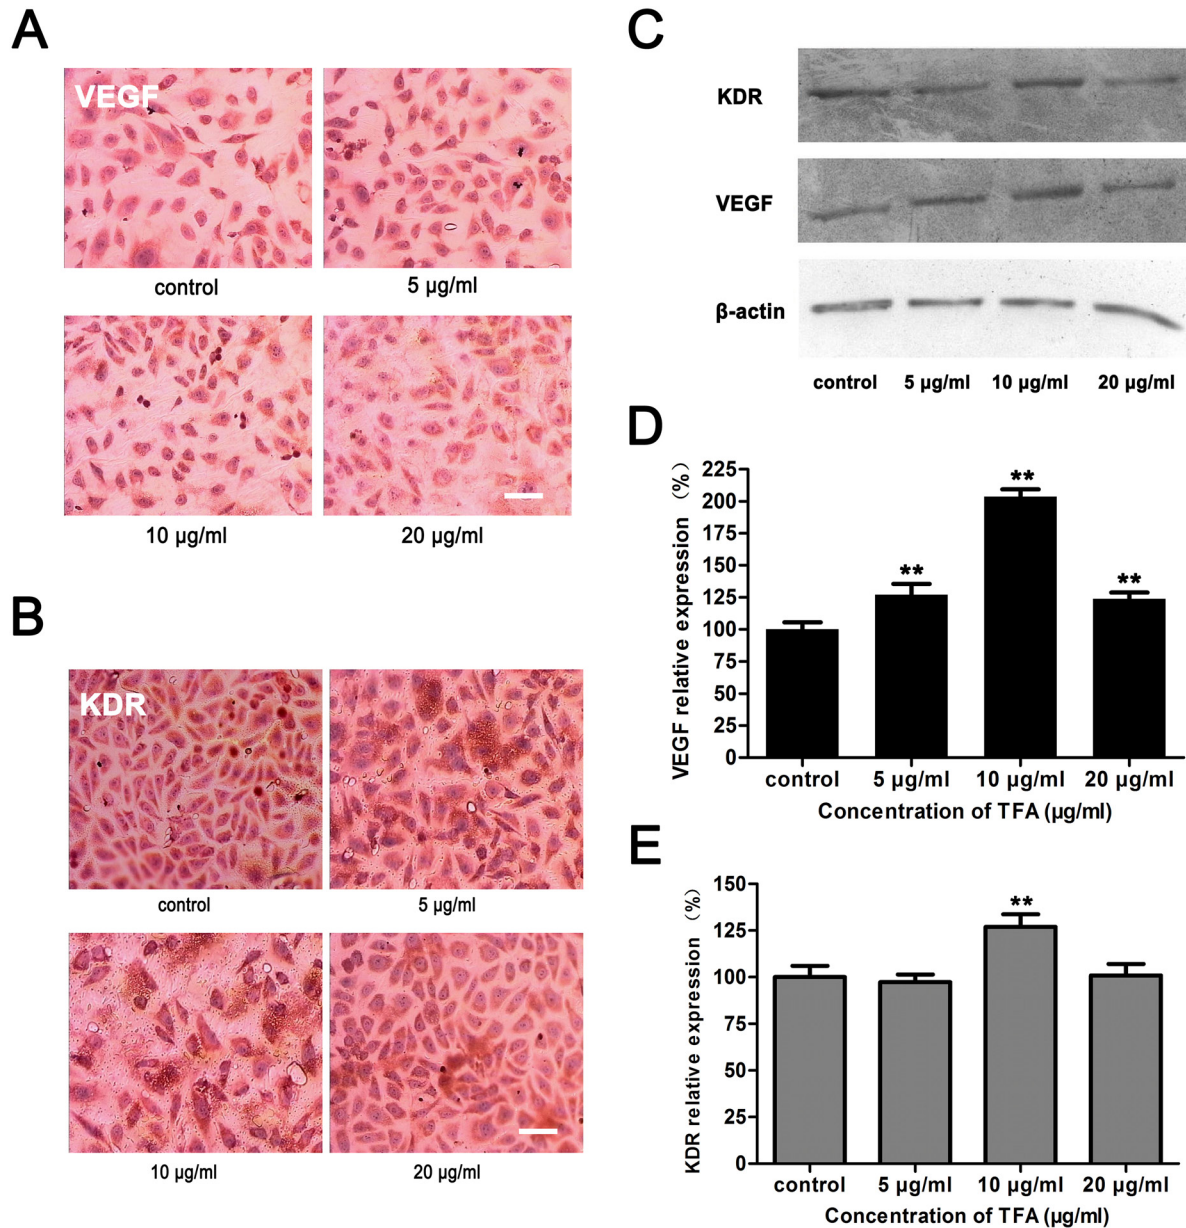 A
VEGF
control
5 µg/ml
10 µg/ml
20 µg/ml
B
KDR
control
5 µg/ml
10 µg/ml
20 µg/ml
C
KDR
VEGF
β-actin
control 5 µg/ml 10 µg/ml 20 µg/ml
D
VEGF relative expression (%)
225
200
175
150
125
100
75
50
25
0
**
**
**
control 5 µg/ml 10 µg/ml 20 µg/ml
Concentration of TFA (µg/ml)
E
KDR relative expression (%)
150
125
100
75
50
25
0
**
control 5 µg/ml 10 µg/ml 20 µg/ml
Concentration of TFA (µg/ml)